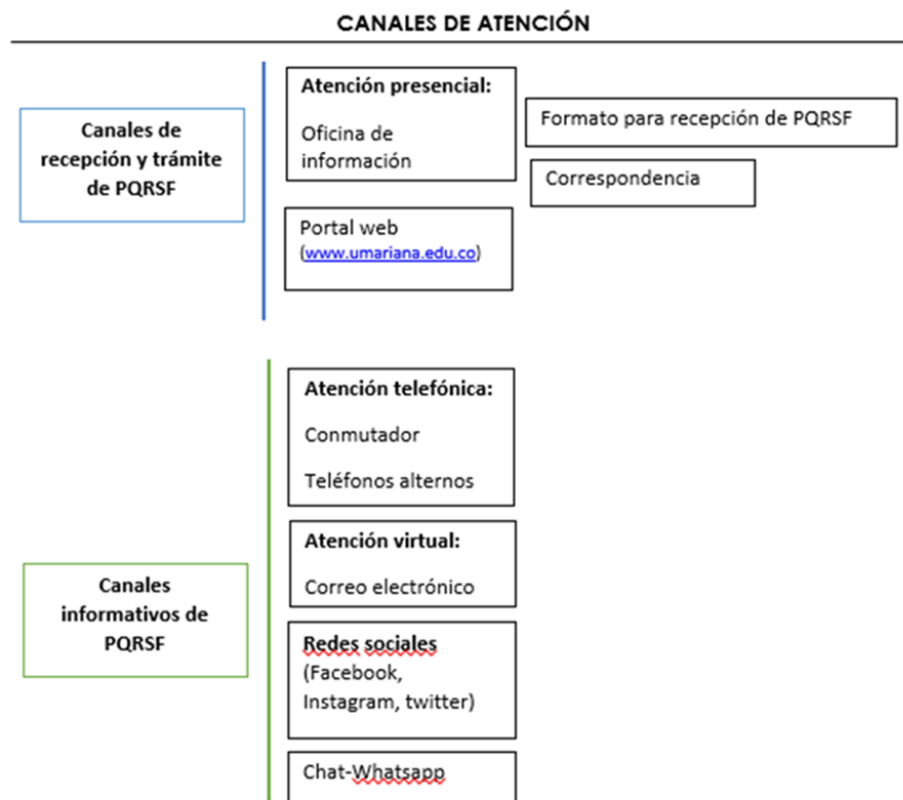 CANALES DE ATENCIÓN
Canales de
recepción y trámite
de PQRSF
Atención presencial:
Oficina de
información
Formato para recepción de PQRSF
Correspondencia
Portal web
(www.umariana.edu.co)
Canales
informativos de
PQRSF
Atención telefónica:
Conmutador
Teléfonos alternos
Atención virtual:
Correo electrónico
Redes sociales
(Facebook,
Instagram, twitter)
Chat-Whatsapp